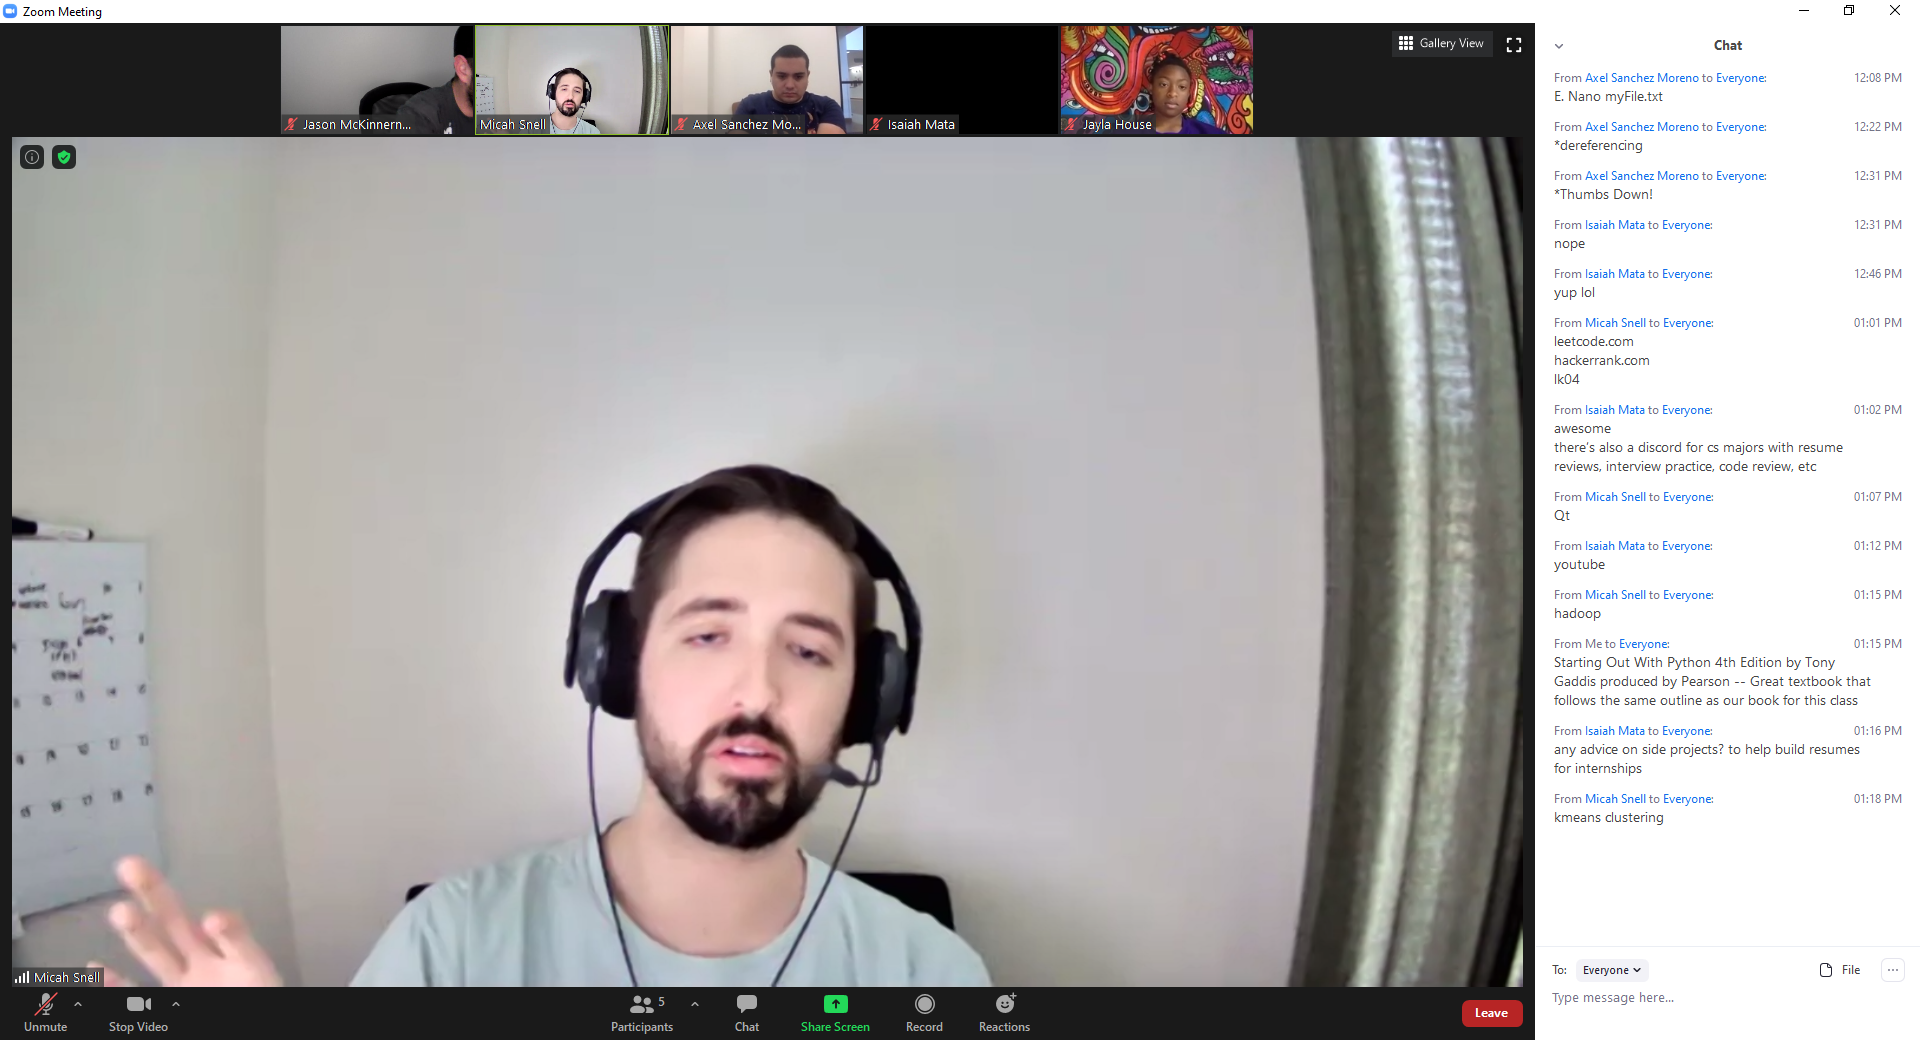 Zoom Meeting
Jason McKinnern...
Micah Snell
Axel Sanchez Mo...
Isaiah Mata
Jayla House
Gallery View
Micah Snell
Unmute
Stop Video
5
Participants
Chat
Share Screen
Record
Reactions
Leave
Chat
From Axel Sanchez Moreno to Everyone: 12:08 PM
E. Nano myFile.txt
From Axel Sanchez Moreno to Everyone: 12:22 PM
*dereferencing
From Axel Sanchez Moreno to Everyone: 12:31 PM
*Thumbs Down!
From Isaiah Mata to Everyone: 12:31 PM
nope
From Isaiah Mata to Everyone: 12:46 PM
yup lol
From Micah Snell to Everyone: 01:01 PM
leetcode.com
hackerrank.com
lk04
From Isaiah Mata to Everyone: 01:02 PM
awesome
there's also a discord for cs majors with resume
reviews, interview practice, code review, etc
From Micah Snell to Everyone: 01:07 PM
Qt
From Isaiah Mata to Everyone: 01:12 PM
youtube
From Micah Snell to Everyone: 01:15 PM
hadoop
From Me to Everyone: 01:15 PM
Starting Out With Python 4th Edition by Tony
Gaddis produced by Pearson -- Great textbook that
follows the same outline as our book for this class
From Isaiah Mata to Everyone: 01:16 PM
any advice on side projects? to help build resumes
for internships
From Micah Snell to Everyone: 01:18 PM
kmeans clustering
To: Everyone
File
...
Type message here...